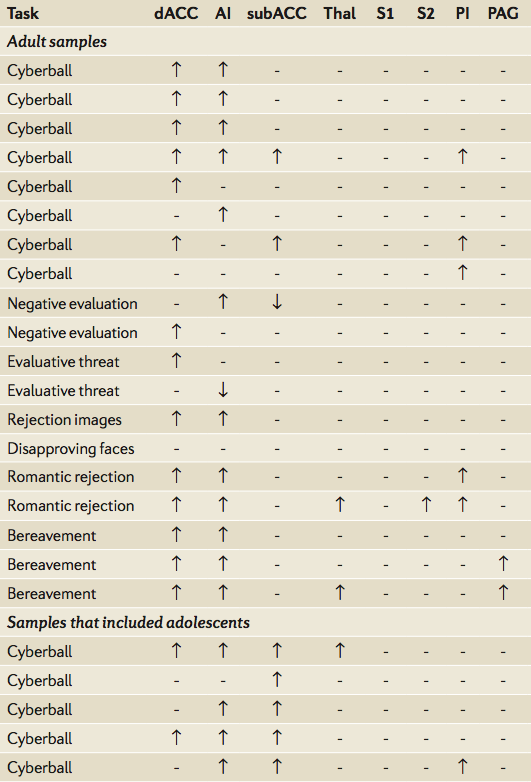 Task dACC AI subACC Thal S1 S2 PI PAG
Adult samples
Cyberball ↑ ↑ - - - - - -
Cyberball ↑ ↑ - - - - - -
Cyberball ↑ ↑ - - - - - -
Cyberball ↑ ↑ ↑ - - - ↑ -
Cyberball ↑ - - - - - - -
Cyberball - ↑ - - - - - -
Cyberball ↑ - ↑ - - - ↑ -
Cyberball - - - - - - ↑ -
Negative evaluation - ↑ ↓ - - - - -
Negative evaluation ↑ - - - - - - -
Evaluative threat ↑ - - - - - - -
Evaluative threat - ↓ - - - - - -
Rejection images ↑ ↑ - - - - - -
Disapproving faces - - - - - - - -
Romantic rejection ↑ ↑ - - - - ↑ -
Romantic rejection ↑ ↑ - ↑ - ↑ ↑ -
Bereavement ↑ ↑ - - - - - -
Bereavement ↑ ↑ - - - - - ↑
Bereavement ↑ ↑ - ↑ - - - ↑
Samples that included adolescents
Cyberball ↑ ↑ ↑ ↑ - - - -
Cyberball - - ↑ - - - - -
Cyberball - ↑ ↑ - - - - -
Cyberball ↑ ↑ ↑ - - - - -
Cyberball - ↑ ↑ - - - ↑ -